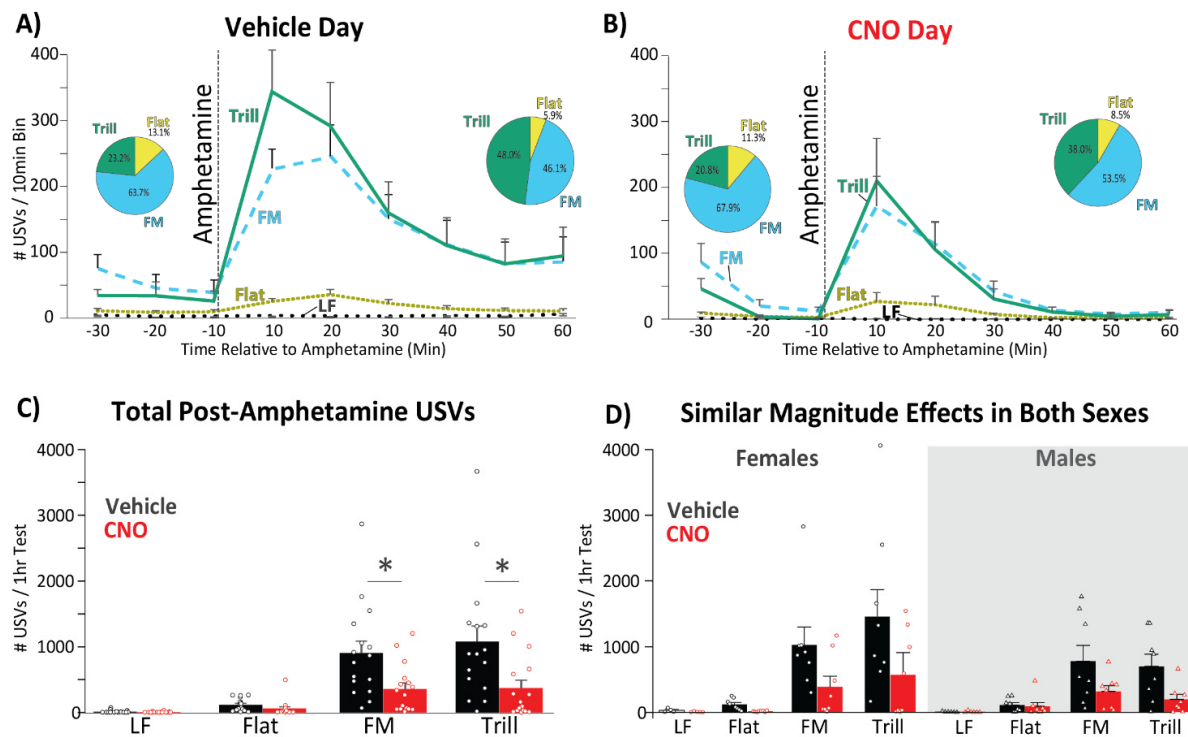 A)
Vehicle Day
# USVs / 10min Bin
400
300
200
100
0
-30
-20
-10
10
20
30
40
50
60
Time Relative to Amphetamine (Min)
Amphetamine
Trill
FM
Flat
LF
Trill
Flat
13.1%
23.2%
63.7%
FM
Trill
Flat
5.9%
48.0%
46.1%
FM
B)
CNO Day
400
300
200
100
0
-30
-20
-10
10
20
30
40
50
60
Time Relative to Amphetamine (Min)
Amphetamine
Trill
FM
Flat
LF
Trill
Flat
11.3%
20.8%
67.9%
FM
Trill
Flat
8.5%
38.0%
53.5%
FM
C)
Total Post-Amphetamine USVs
# USVs / 1hr Test
4000
3000
2000
1000
0
Vehicle
CNO
*
*
LF
Flat
FM
Trill
D)
Similar Magnitude Effects in Both Sexes
# USVs / 1hr Test
4000
3000
2000
1000
0
Females
Males
Vehicle
CNO
LF
Flat
FM
Trill
LF
Flat
FM
Trill